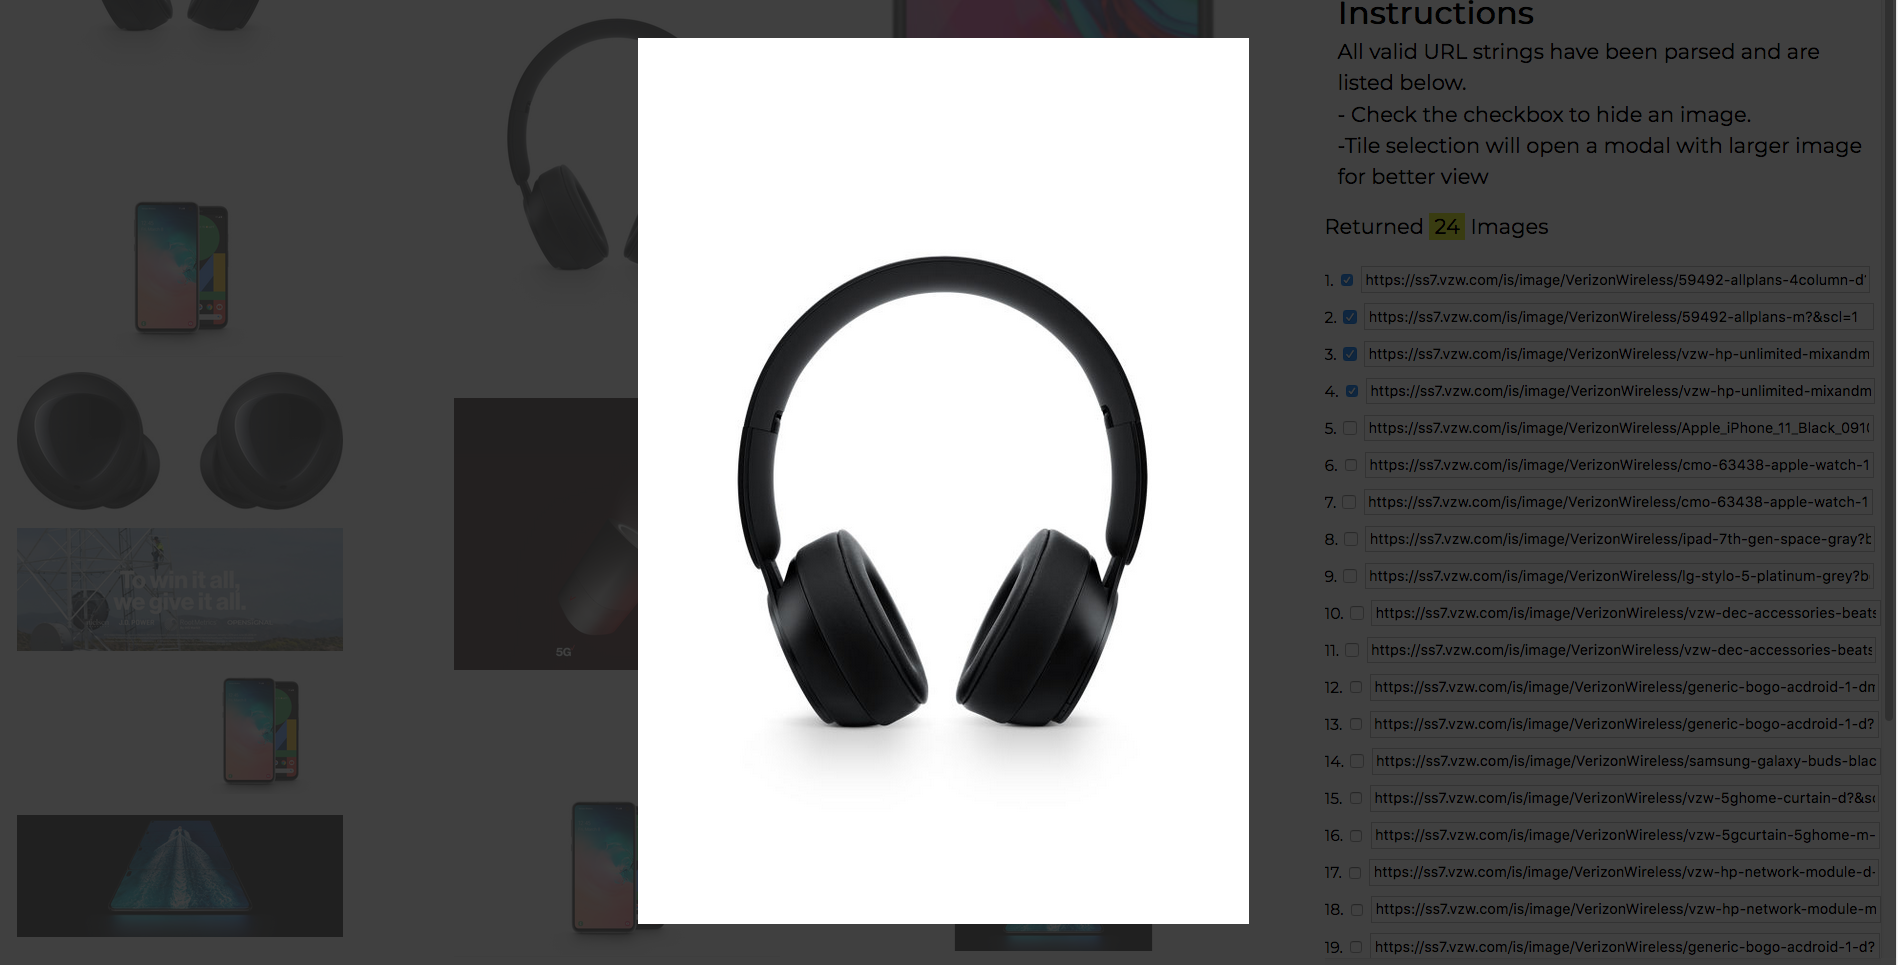 Instructions
All valid URL strings have been parsed and are
listed below.
- Check the checkbox to hide an image.
-Tile selection will open a modal with larger image
for better view
Returned 24 Images
1. https://ss7.vzw.com/is/image/VerizonWireless/59492-allplans-4column-d
2. https://ss7.vzw.com/is/image/VerizonWireless/59492-allplans-m?&scl=1
3. https://ss7.vzw.com/is/image/VerizonWireless/vzw-hp-unlimited-mixandm
4. https://ss7.vzw.com/is/image/VerizonWireless/vzw-hp-unlimited-mixandm
5. https://ss7.vzw.com/is/image/VerizonWireless/Apple_iPhone_11_Black_091
6. https://ss7.vzw.com/is/image/VerizonWireless/cmo-63438-apple-watch-1
7. https://ss7.vzw.com/is/image/VerizonWireless/cmo-63438-apple-watch-1
8. https://ss7.vzw.com/is/image/VerizonWireless/ipad-7th-gen-space-gray?b
9. https://ss7.vzw.com/is/image/VerizonWireless/lg-stylo-5-platinum-grey?b
10. https://ss7.vzw.com/is/image/VerizonWireless/vzw-dec-accessories-beats
11. https://ss7.vzw.com/is/image/VerizonWireless/vzw-dec-accessories-beats
12. https://ss7.vzw.com/is/image/VerizonWireless/generic-bogo-acdroid-1-dm
13. https://ss7.vzw.com/is/image/VerizonWireless/generic-bogo-acdroid-1-d?
14. https://ss7.vzw.com/is/image/VerizonWireless/samsung-galaxy-buds-blac
15. https://ss7.vzw.com/is/image/VerizonWireless/vzw-5ghome-curtain-d?&sc
16. https://ss7.vzw.com/is/image/VerizonWireless/vzw-5gcurtain-5ghome-m-
17. https://ss7.vzw.com/is/image/VerizonWireless/vzw-hp-network-module-d-
18. https://ss7.vzw.com/is/image/VerizonWireless/vzw-hp-network-module-m
19. https://ss7.vzw.com/is/image/VerizonWireless/generic-bogo-acdroid-1-d?
To win it all,
we give it all.
5G